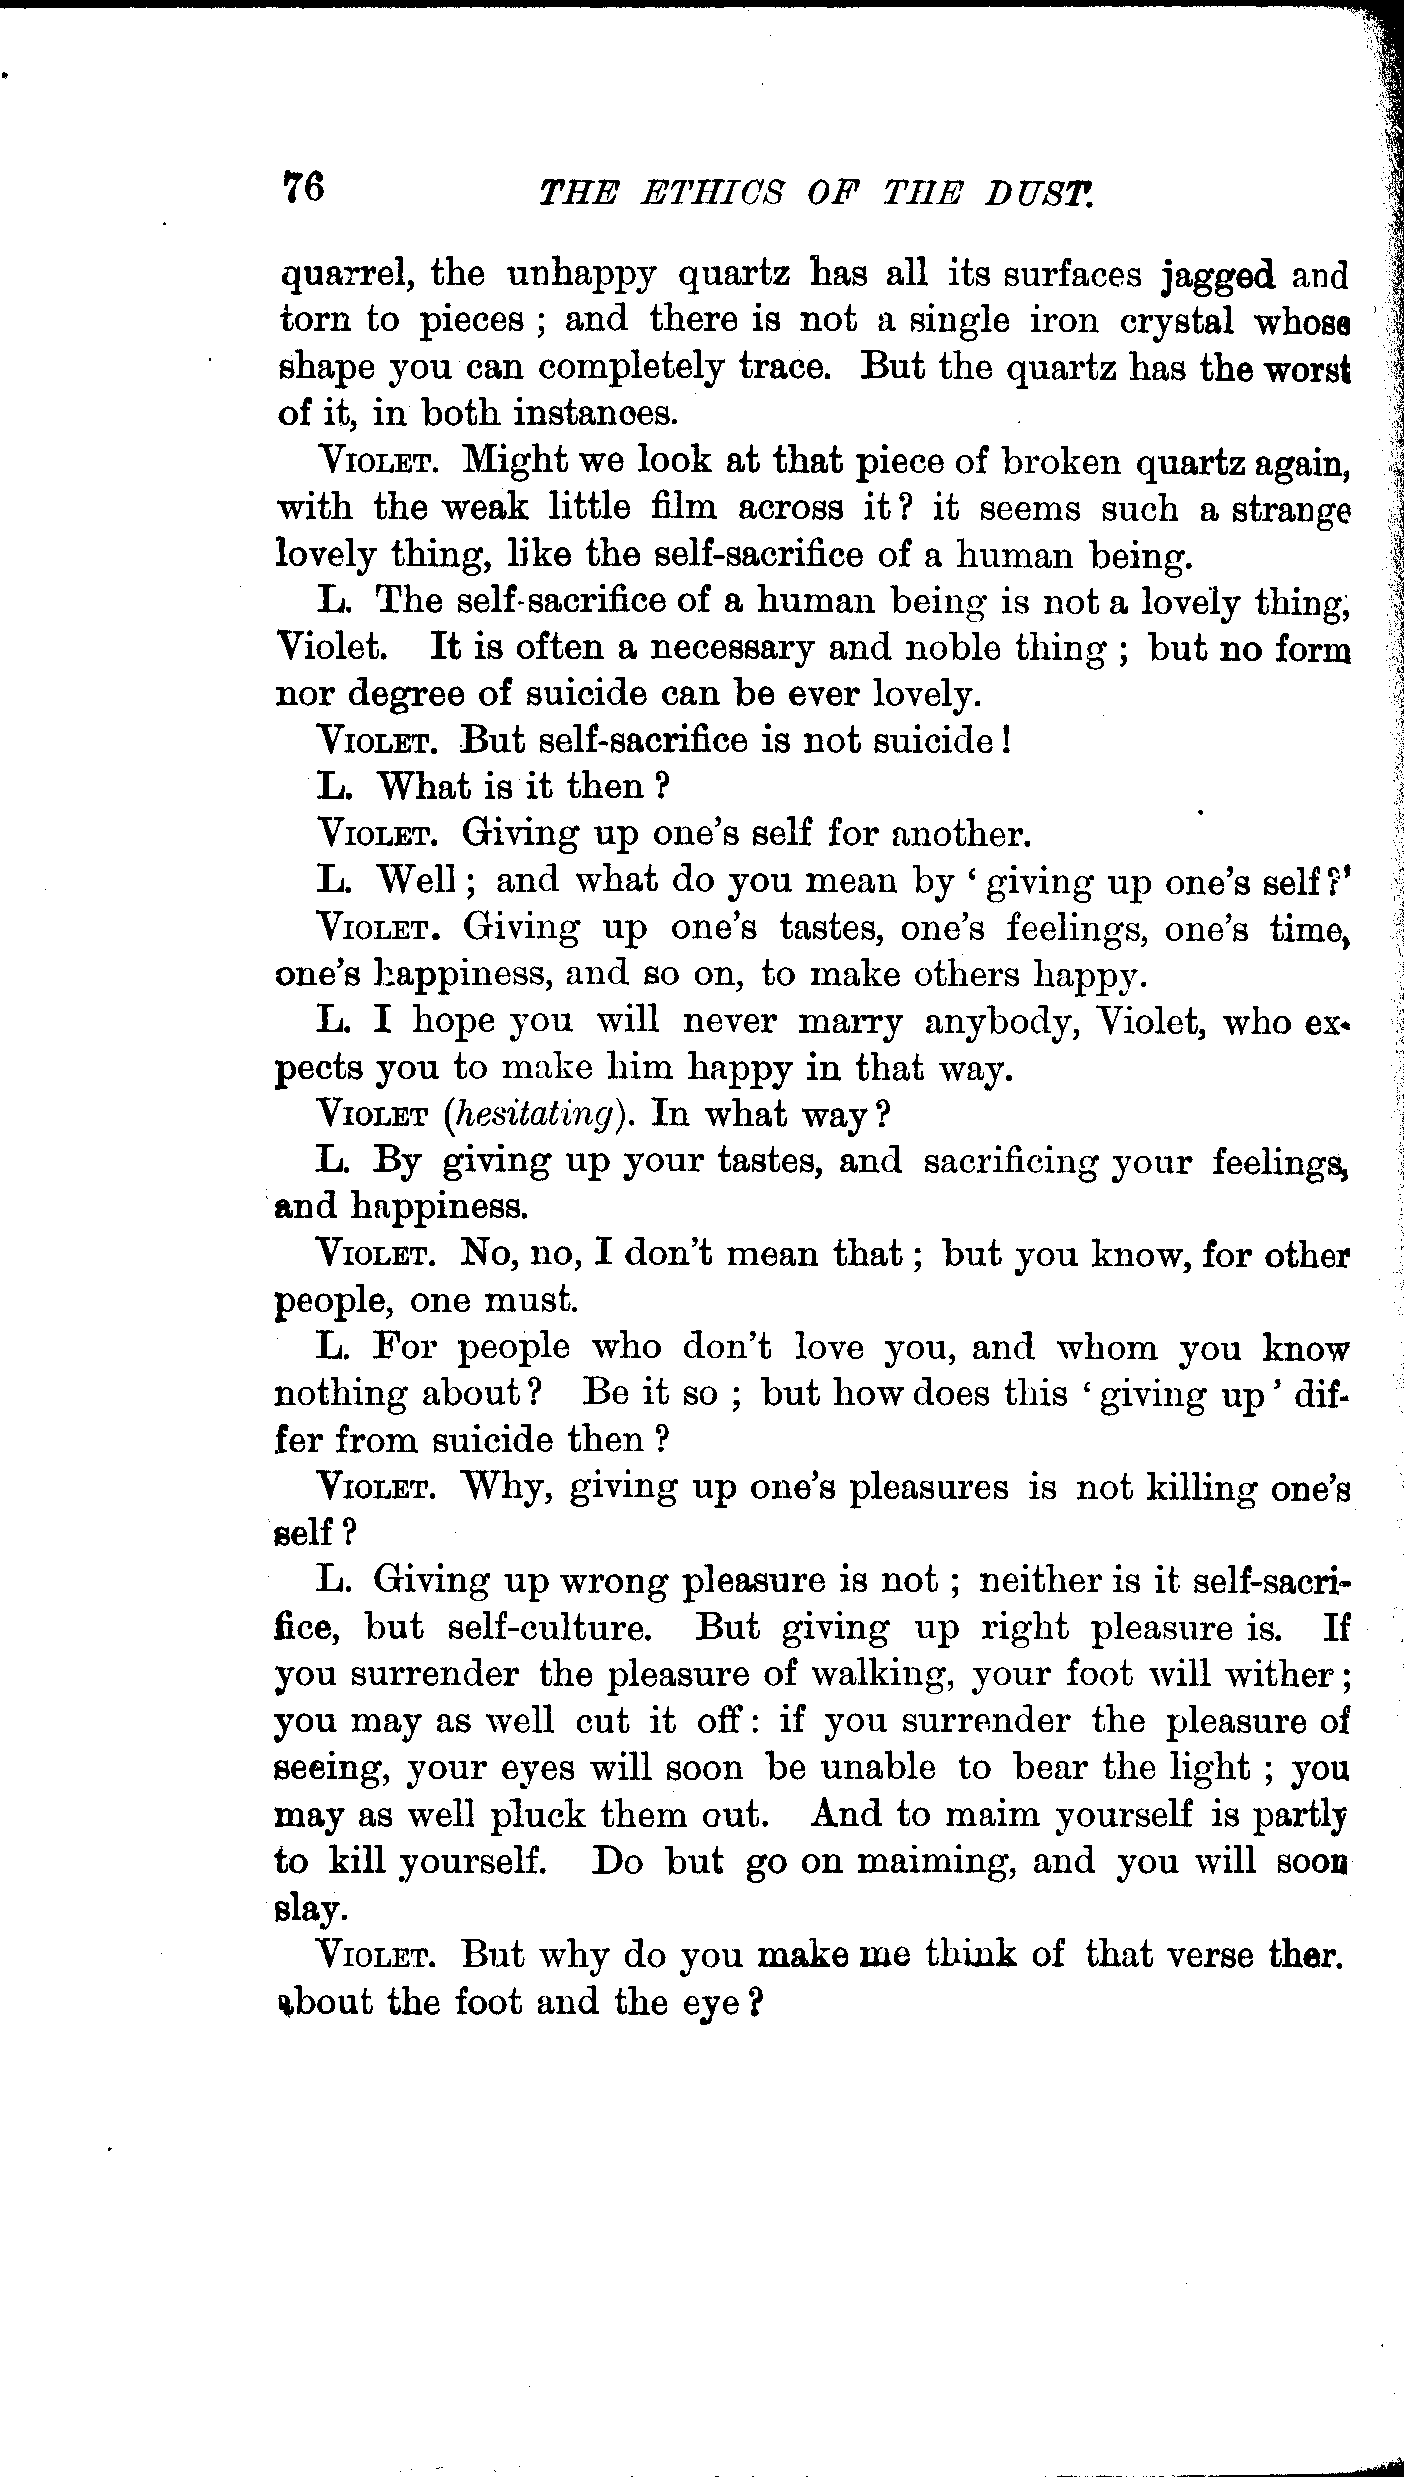 76 THE ETHICS OF THE DUST.
quarrel, the unhappy quartz has all its surfaces jagged and
torn to pieces ; and there is not a single iron crystal whose
shape you can completely trace. But the quartz has the worst
of it, in both instances.
VIOLET. Might we look at that piece of broken quartz again,
with the weak little film across it? it seems such a strange
lovely thing, like the self-sacrifice of a human being.
L. The self-sacrifice of a human being is not a lovely thing,
Violet. It is often a necessary and noble thing ; but no form
nor degree of suicide can be ever lovely.
VIOLET. But self-sacrifice is not suicide!
L. What is it then ?
VIOLET. Giving up one's self for another.
L. Well ; and what do you mean by ‘ giving up one's self?’
VIOLET. Giving up one's tastes, one's feelings, one's time,
one's happiness, and so on, to make others happy.
L. I hope you will never marry anybody, Violet, who ex-
pects you to make him happy in that way.
VIOLET (hesitating). In what way?
L. By giving up your tastes, and sacrificing your feelings,
and happiness.
VIOLET. No, no, I don't mean that ; but you know, for other
people, one must.
L. For people who don't love you, and whom you know
nothing about? Be it so ; but how does this ‘ giving up ’ dif-
fer from suicide then ?
VIOLET. Why, giving up one's pleasures is not killing one's
self ?
L. Giving up wrong pleasure is not ; neither is it self-sacri-
fice, but self-culture. But giving up right pleasure is. If
you surrender the pleasure of walking, your foot will wither ;
you may as well cut it off : if you surrender the pleasure of
seeing, your eyes will soon be unable to bear the light ; you
may as well pluck them out. And to maim yourself is partly
to kill yourself. Do but go on maiming, and you will soon
slay.
VIOLET. But why do you make me think of that verse ther.
about the foot and the eye ?